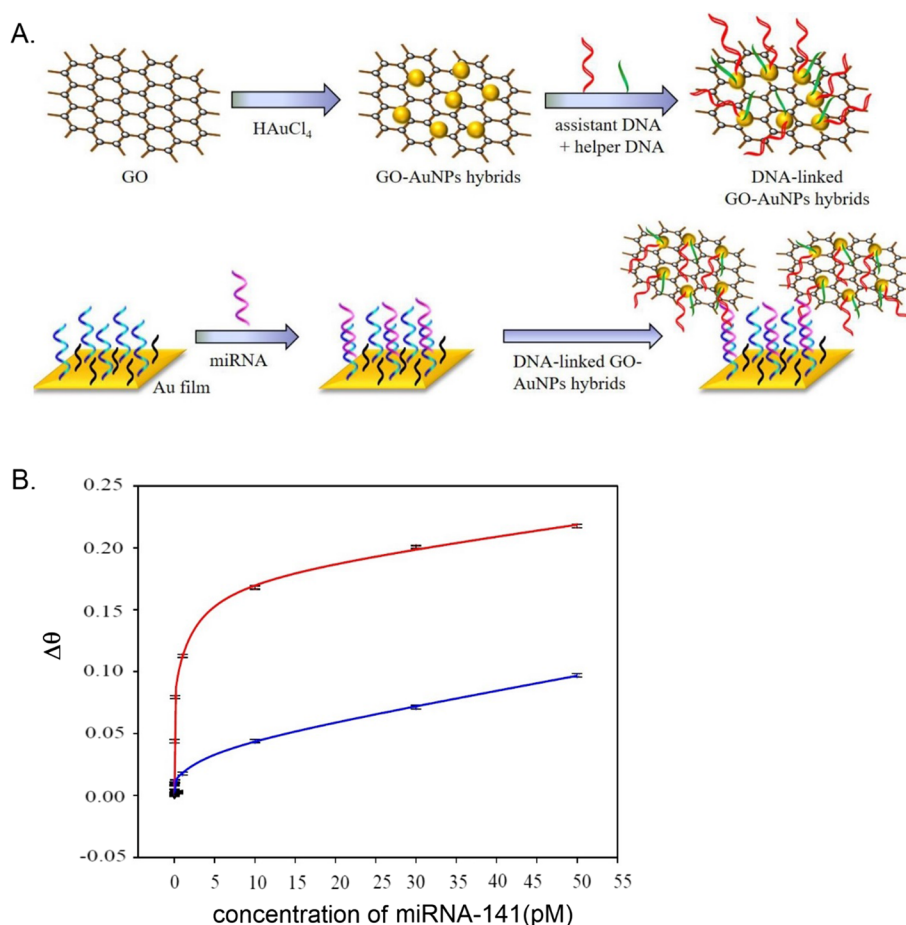 A.
HAuCl4
assistant DNA
+ helper DNA
GO
GO-AuNPs hybrids
DNA-linked
GO-AuNPs hybrids
miRNA
Au film
DNA-linked GO-
AuNPs hybrids
B.
0.25
0.20
0.15
0.10
0.05
0.00
-0.05
Δθ
0 5 10 15 20 25 30 35 40 45 50 55
concentration of miRNA-141(pM)